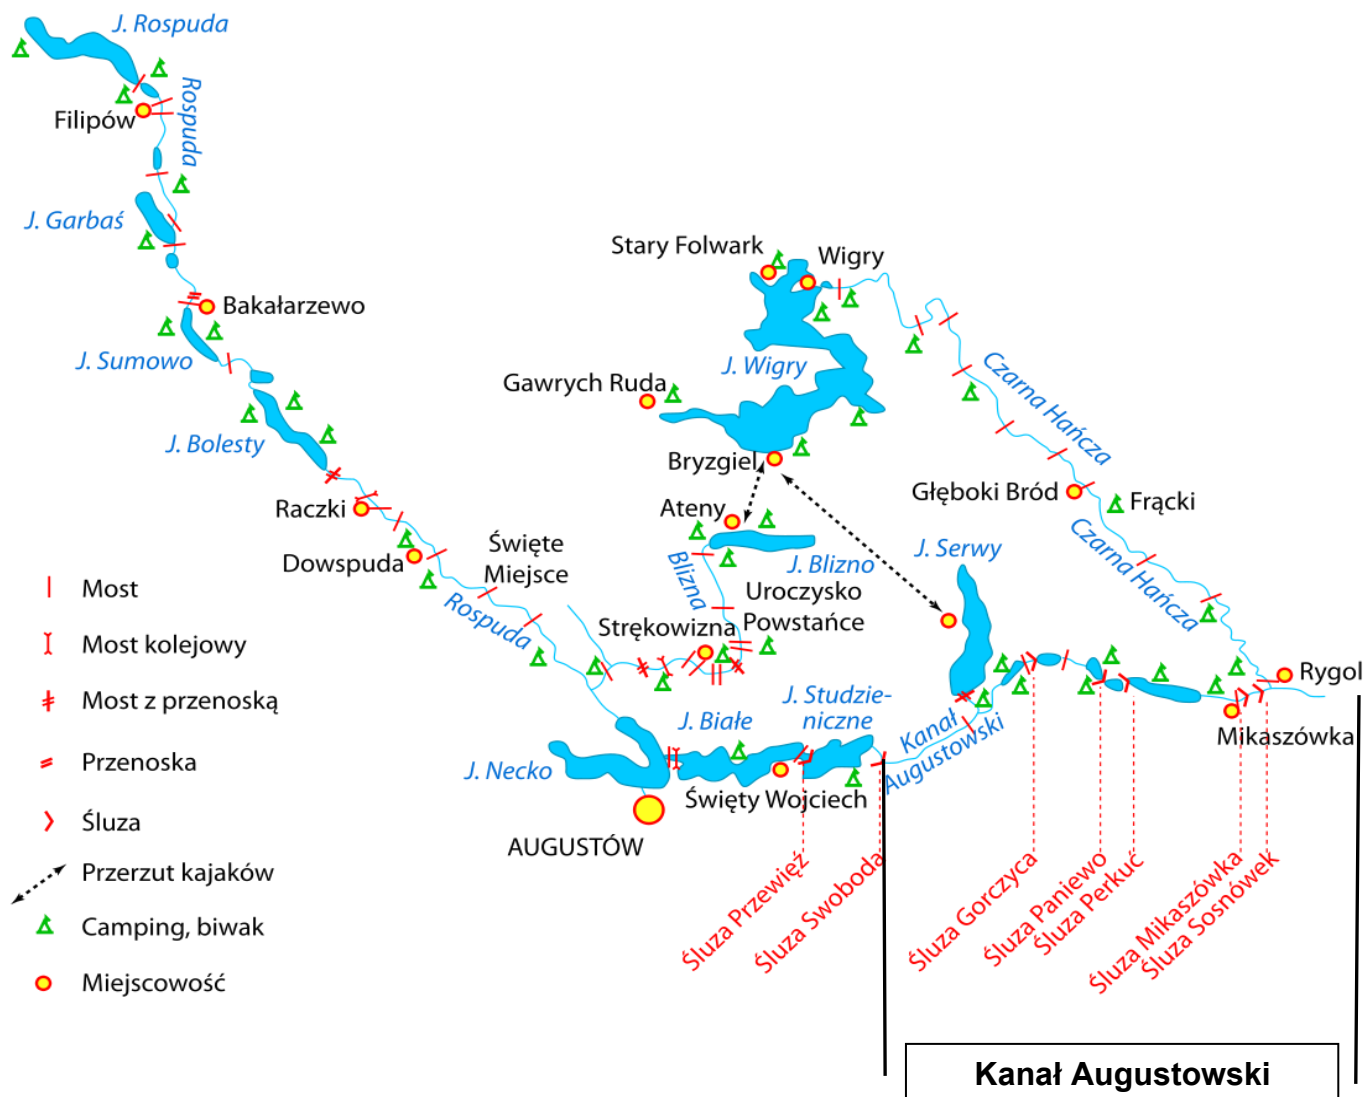 J. Rospuda
Rospuda
Filipów
J. Garbaś
Bakałarzewo
J. Sumowo
J. Bolesty
Raczki
Dowspuda
Rospuda
Święte
Miejsce
Stary Folwark
Wigry
J. Wigry
Gawrych Ruda
Bryzgiel
Ateny
Blizna
J. Blizno
Uroczysko
Powstańce
Strękowizna
Czarna Hańcza
Głęboki Bród
Frącki
Czarna Hańcza
J. Serwy
Rygol
Mikaszówka
J. Studzie-
niczne
J. Białe
Kanał
Augustowski
J. Necko
Święty Wojciech
AUGUSTÓW
Śluza Przewięź
Śluza Swoboda
Śluza Gorczyca
Śluza Paniewo
Śluza Perkuć
Śluza Mikaszówka
Śluza Sosnówek
Most
Most kolejowy
Most z przenoską
Przenoska
Śluza
Przerzut kajaków
Camping, biwak
Miejscowość
Kanał Augustowski